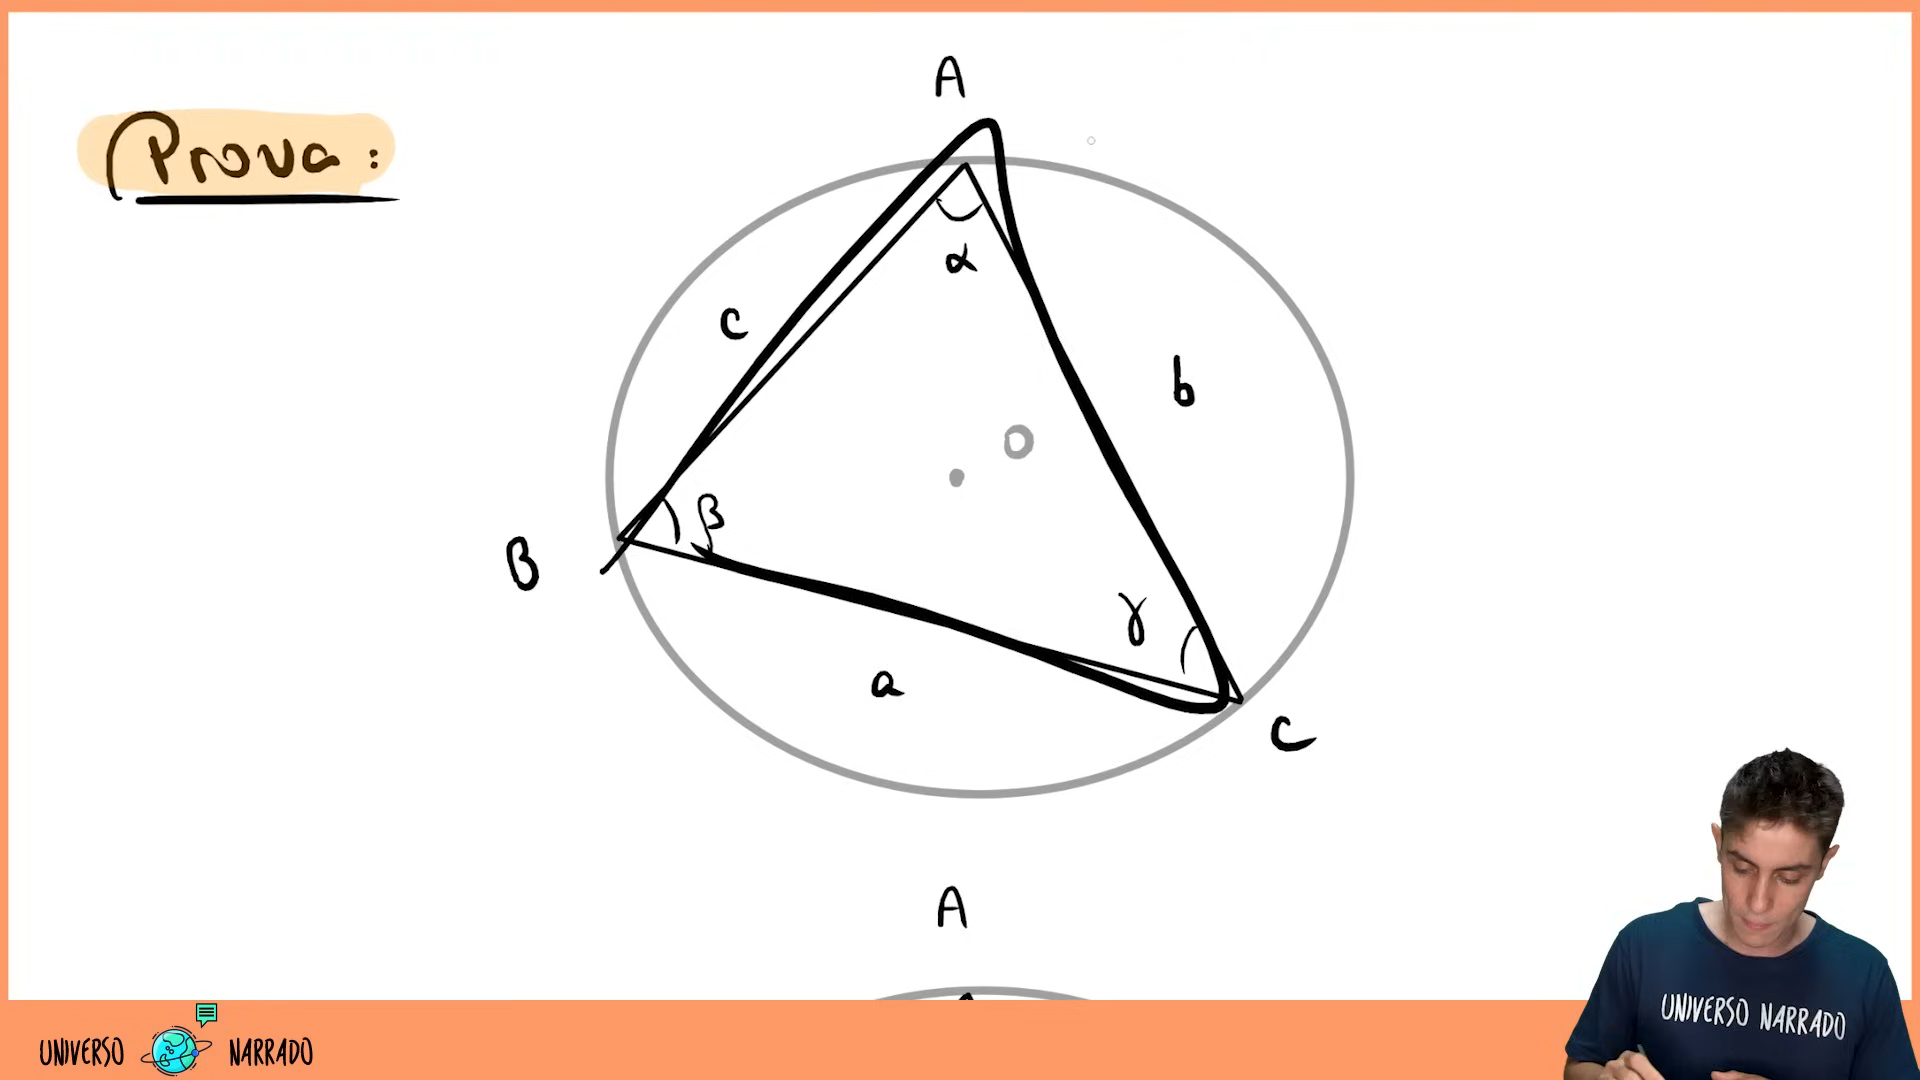 A
Prova:
α
c
b
O
β
B
γ
a
C
A
UNIVERSO NARRADO
UNIVERSO NARRADO